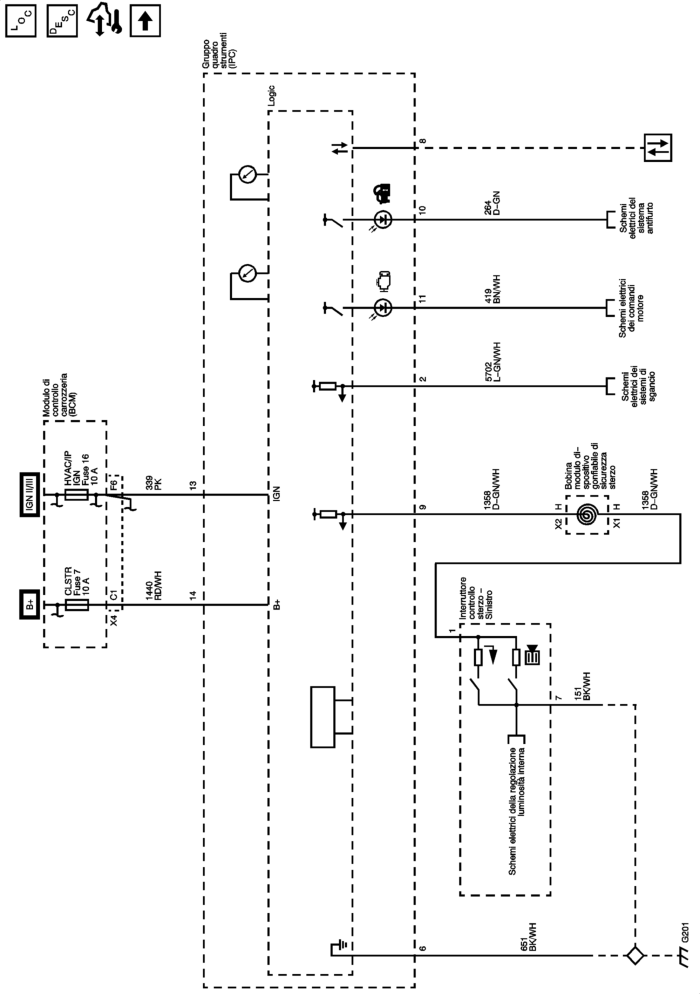 B+
IGN II/III
LOC
DESC
CLSTR
Fuse 7
10 A
HVAC/IP
IGN
Fuse 16
10 A
Modulo di
controllo
carrozzeria
(BCM)
X4
C1
F6
1440
RD/WH
339
PK
14
13
Gruppo
quadro
strumenti
(IPC)
B+
IGN
Logic
6
9
2
11
10
8
651
BK/WH
1358
D-GN/WH
5702
L-GN/WH
419
BN/WH
264
D-GN
Interruttore
controllo
sterzo –
Sinistro
1
Schemi elettrici della regolazione
luminosità interna
7
151
BK/WH
Bobina
modulo di–
spositivo
gonfiabile di
sicurezza
sterzo
X2
H
X1
H
1358
D-GN/WH
Schemi
elettrici dei
sistemi di
sgancio
Schemi elettrici
dei comandi
motore
Schemi
elettrici del
sistema
antifurto
G201